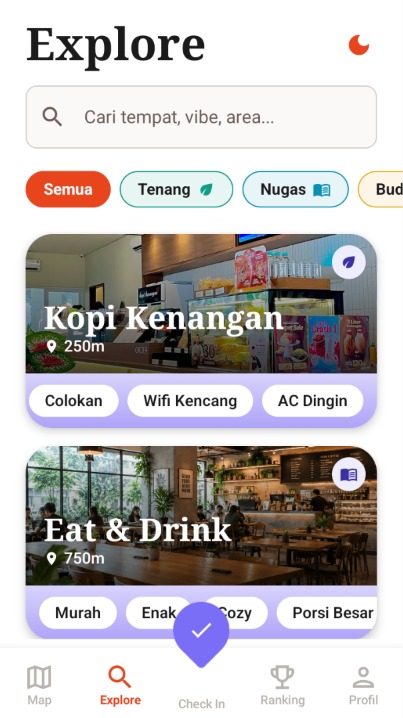 Explore
Cari tempat, vibe, area...
Semua
Tenang
Nugas
Kopi Kenangan
250m
Colokan
Wifi Kencang
AC Dingin
Eat & Drink
750m
Murah
Enak
Cozy
Porsi Besar
Map
Explore
Check In
Ranking
Profil